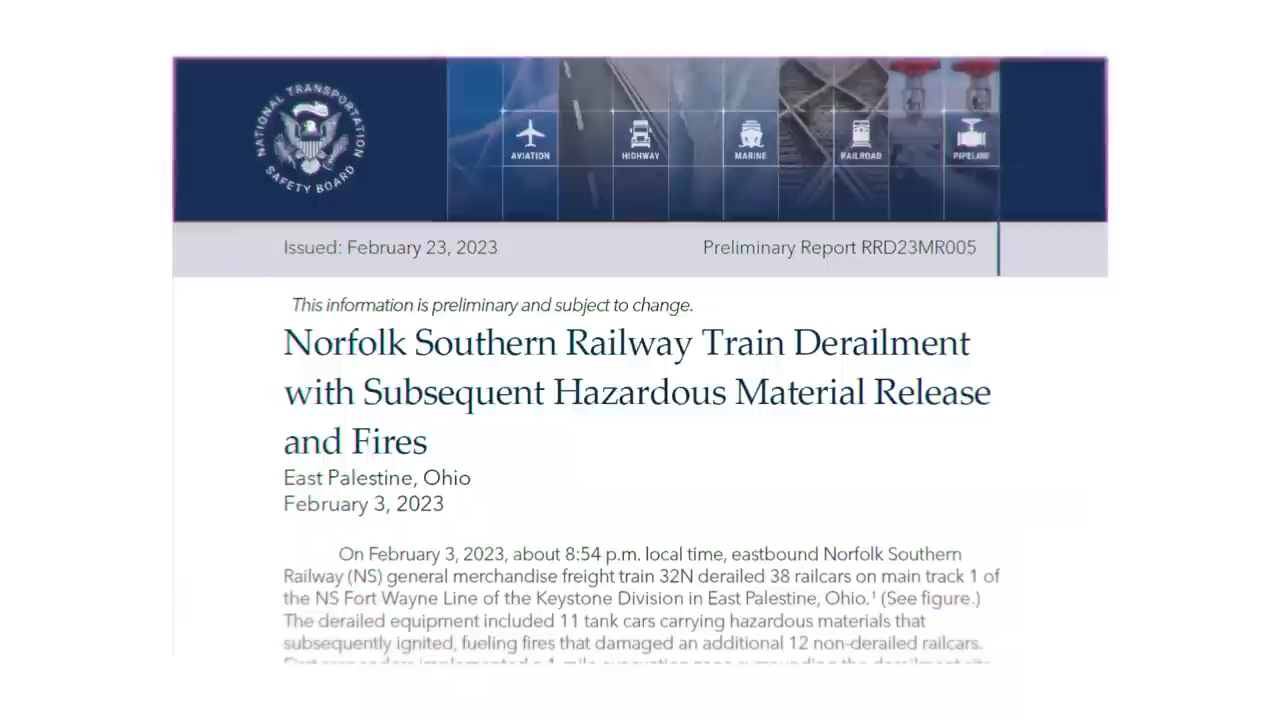 NATIONAL TRANSPORTATION
SAFETY BOARD
AVIATION
HIGHWAY
MARINE
RAILROAD
PIPELINE
Issued: February 23, 2023
Preliminary Report RRD23MR005
This information is preliminary and subject to change.
Norfolk Southern Railway Train Derailment
with Subsequent Hazardous Material Release
and Fires
East Palestine, Ohio
February 3, 2023
On February 3, 2023, about 8:54 p.m. local time, eastbound Norfolk Southern
Railway (NS) general merchandise freight train 32N derailed 38 railcars on main track 1 of
the NS Fort Wayne Line of the Keystone Division in East Palestine, Ohio.¹ (See figure.)
The derailed equipment included 11 tank cars carrying hazardous materials that
subsequently ignited, fueling fires that damaged an additional 12 non-derailed railcars.